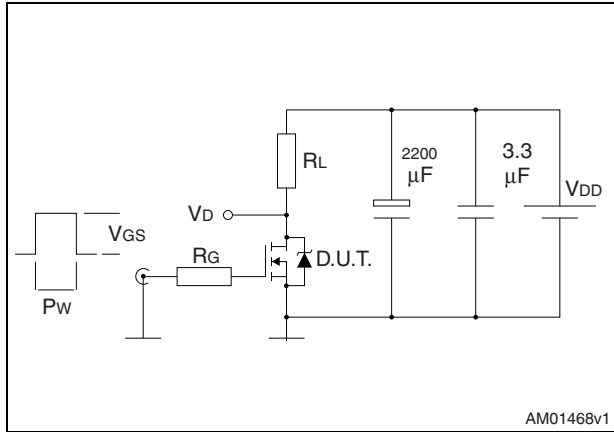 RL
2200
μF
3.3
μF
VDD
VD
VGS
RG
D.U.T.
PW
AM01468v1